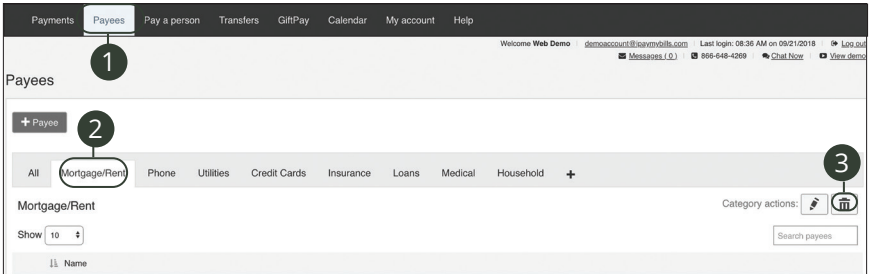 Payments Payees Pay a person Transfers GiftPay Calendar My account Help
Welcome Web Demo demoaccount@ipaymybills.com Last login: 08:36 AM on 09/21/2018 Log out
1
Messages ( 0 ) 866-648-4269 Chat Now View demo
Payees
+ Payee
2
3
All Mortgage/Rent Phone Utilities Credit Cards Insurance Loans Medical Household +
Mortgage/Rent Category actions:
Show 10 Search payees
Name